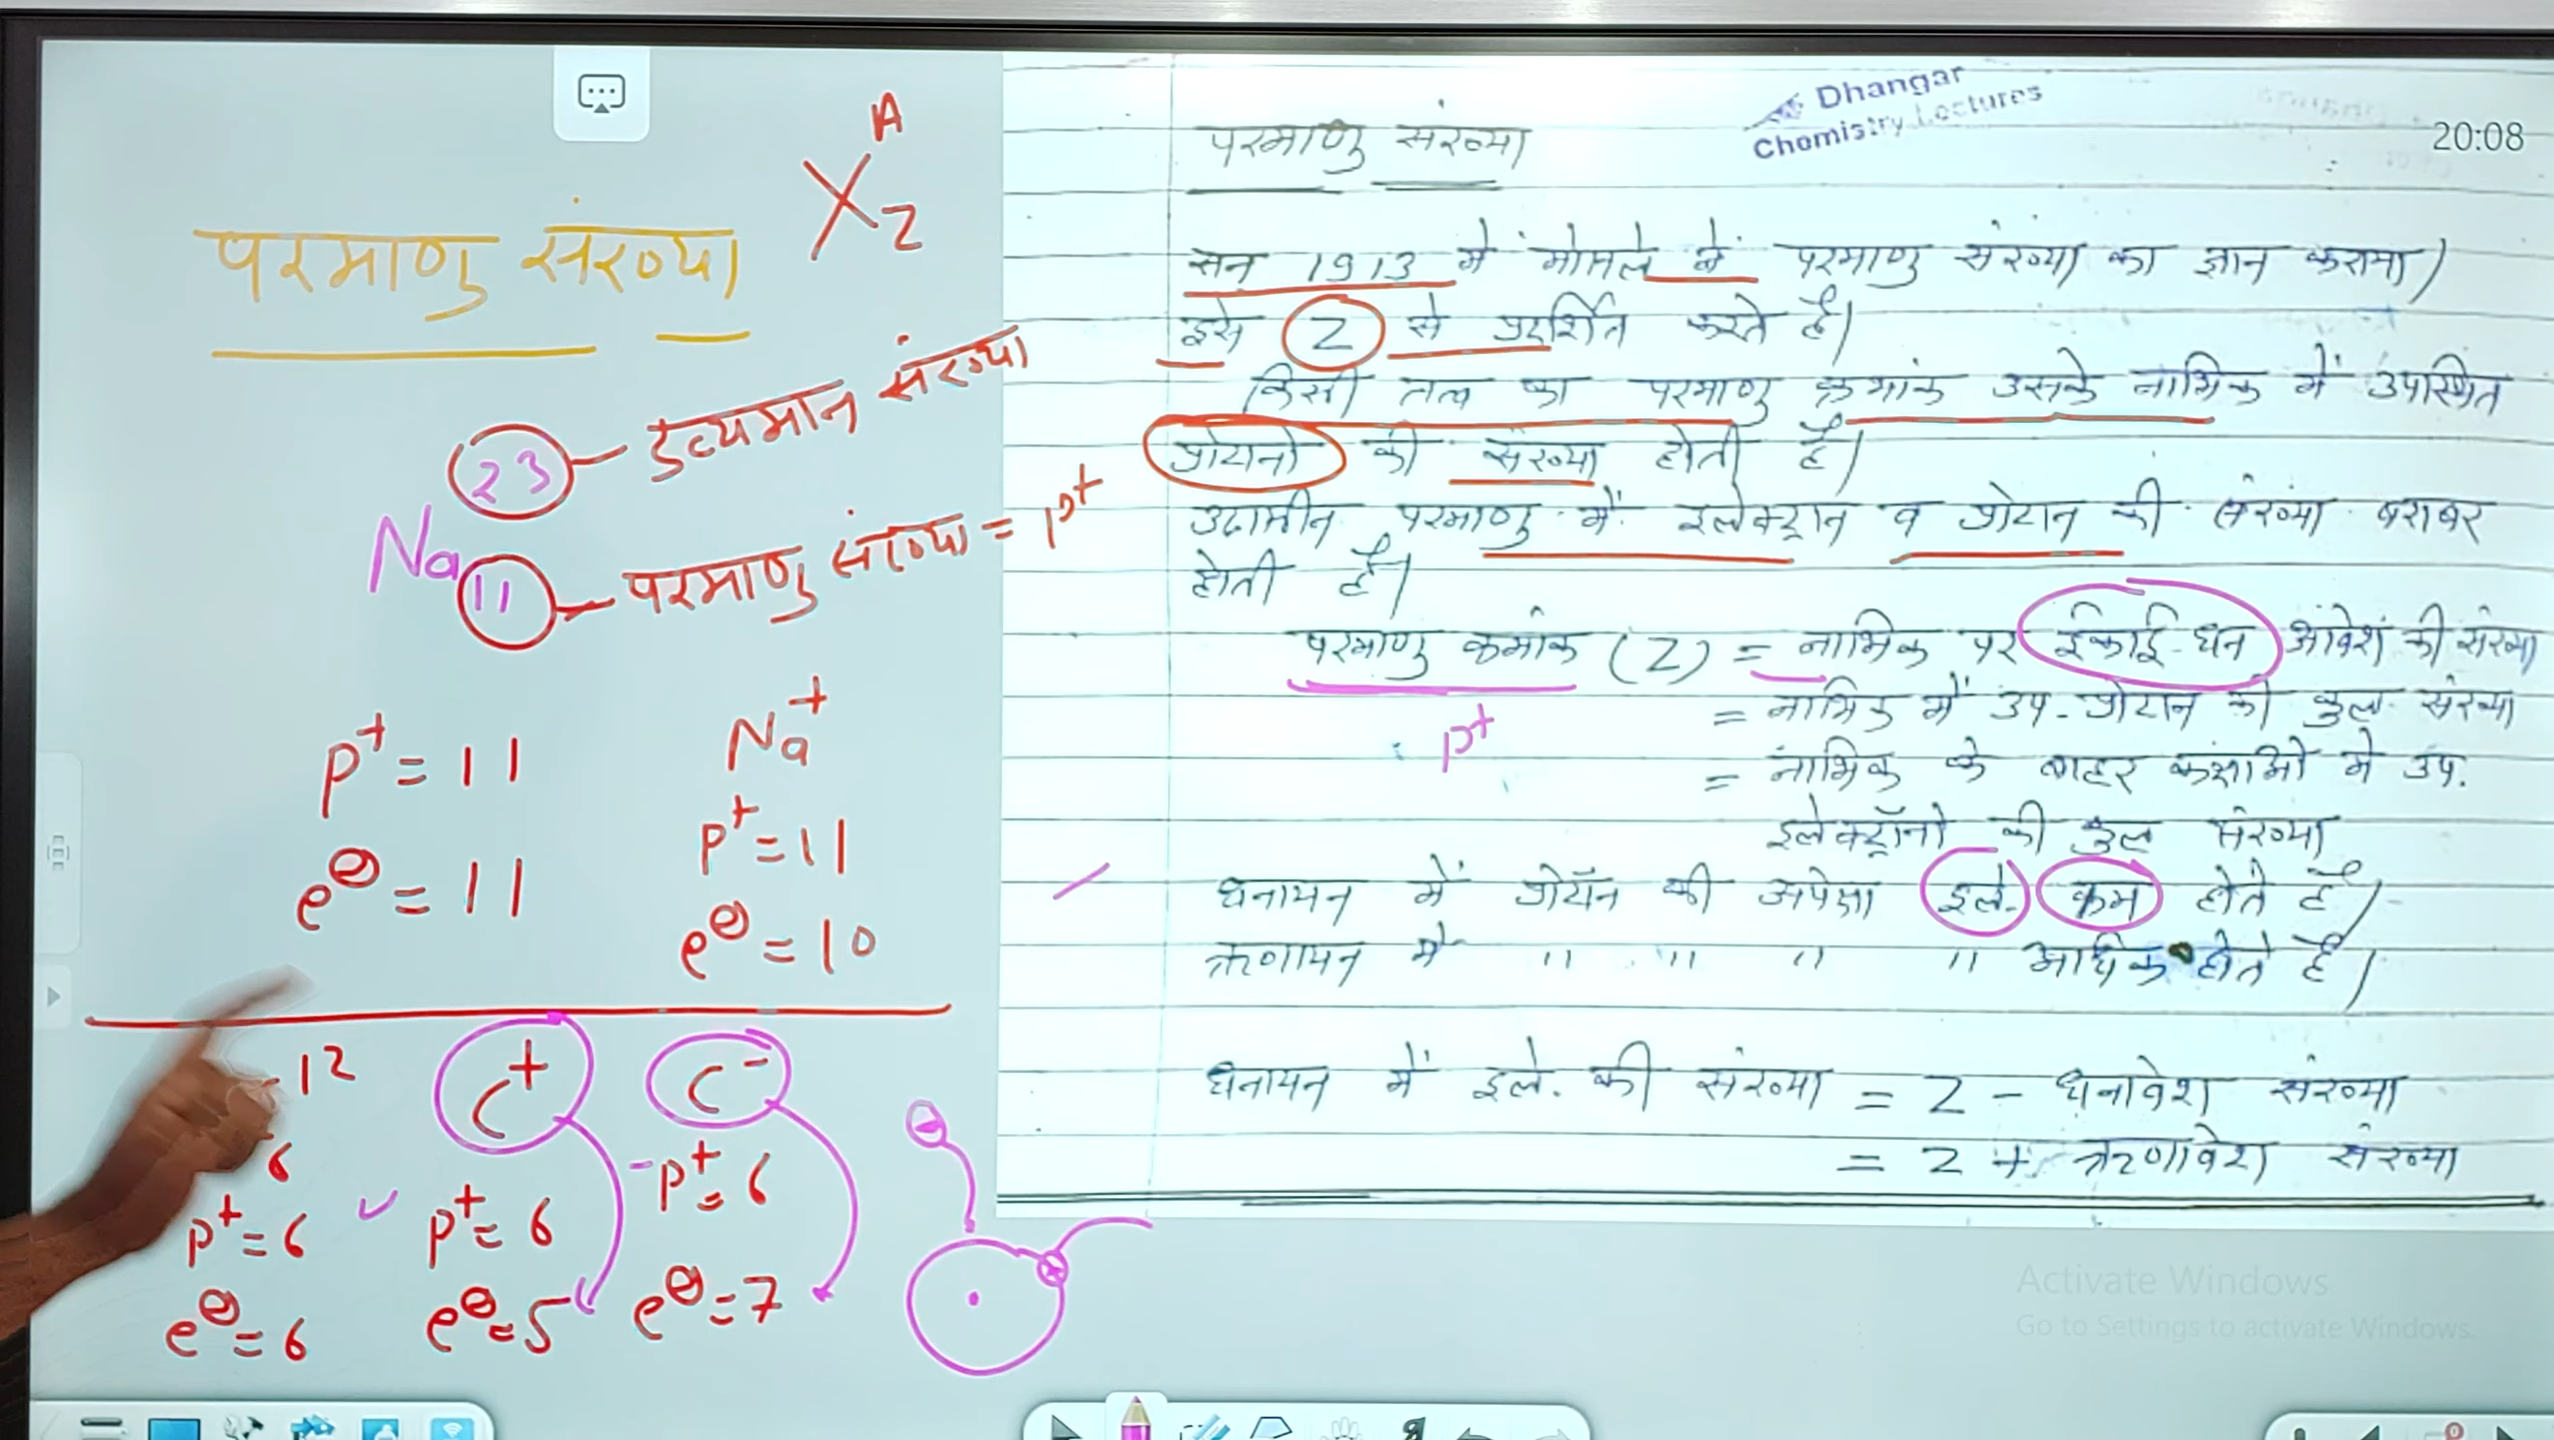 परमाणु संख्या
X A Z
23 - द्रव्यमान संख्या
Na
11 - परमाणु संख्या = p+
p+ = 11
e⊖ = 11
Na+
p+ = 11
e⊖ = 10
12
6
p+ = 6
e⊖ = 6
C+
p+ = 6
e⊖ = 5
C-
p+ = 6
e⊖ = 7
Dhangar
Chemistry Lectures
20:08
परमाणु संख्या
सन् 1913 में मोसले ने परमाणु संख्या का ज्ञान कराया।
इसे Z से प्रदर्शित करते है।
किसी तत्व का परमाणु क्रमांक उसके नाभिक में उपस्थित
प्रोटानो की संख्या होती है।
उदासीन परमाणु में इलेक्ट्रान व प्रोटान की संख्या बराबर
होती है।
परमाणु क्रमांक (Z) = नाभिक पर ईकाई धन आवेश की संख्या
p+
= नाभिक में उप. प्रोटान की कुल संख्या
= नाभिक के बाहर कक्षाओ मे उप.
इलेक्ट्रॉनो की कुल संख्या
धनायन में प्रोटॉन की अपेक्षा इले. कम होते है।
ऋणायन मे " " " " अधिक होते है।
धनायन में इले. की संख्या = Z - धनावेश संख्या
= Z + ऋणावेश संख्या
Activate Windows
Go to Settings to activate Windows.